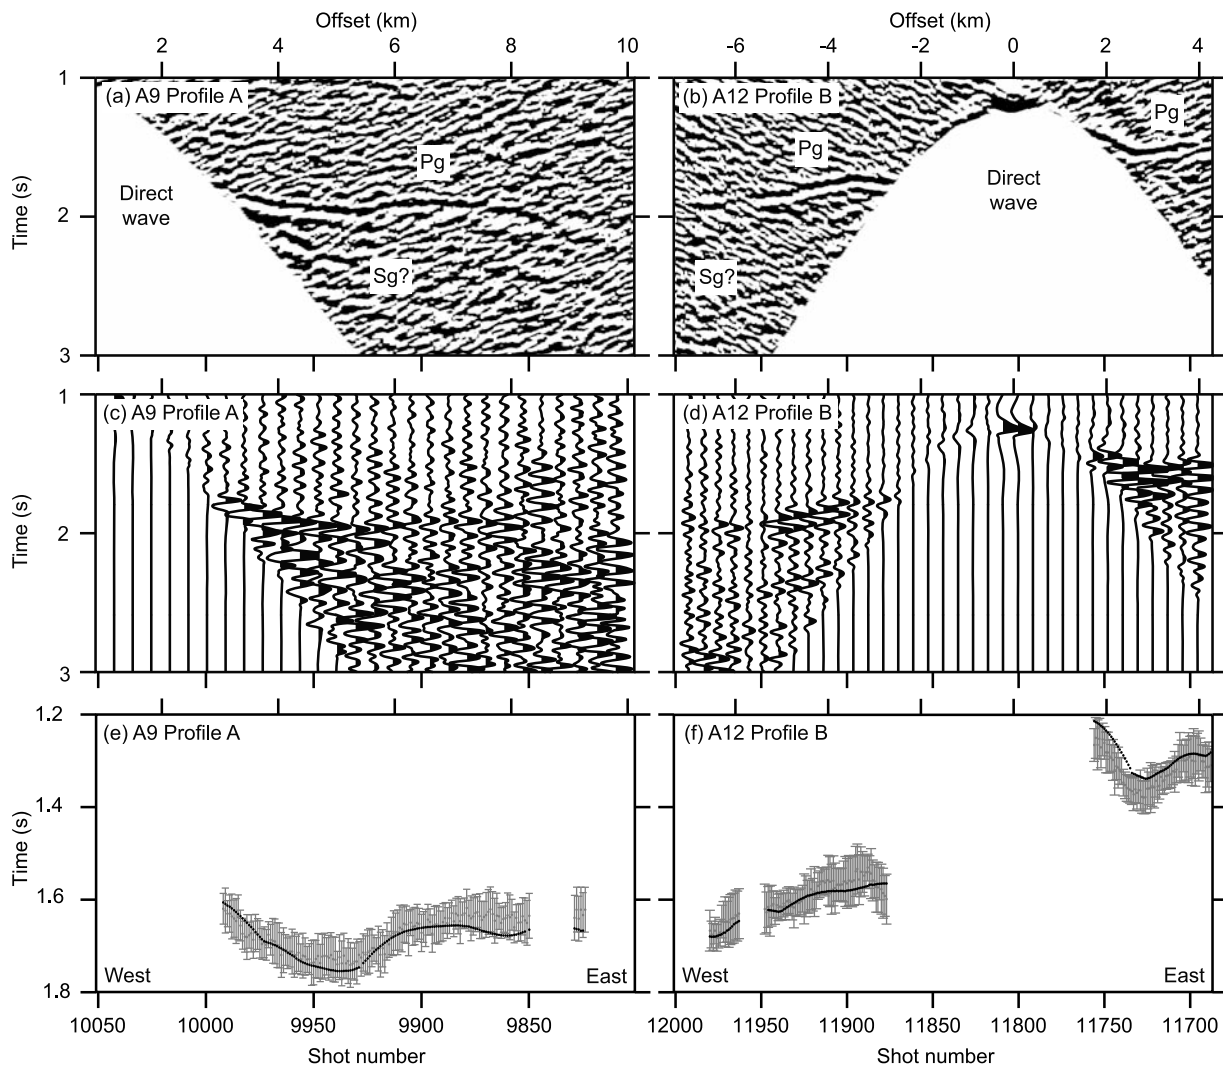 Offset (km) Offset (km)
2 4 6 8 10 -6 -4 -2 0 2 4
1 (a) A9 Profile A (b) A12 Profile B
Pg Pg Pg
Direct wave Direct wave
Time (s) 2
Sg? Sg?
3
1 (c) A9 Profile A (d) A12 Profile B
Time (s) 2
3
1.2 (e) A9 Profile A (f) A12 Profile B
1.4
Time (s)
1.6
West East West East
1.8
10050 10000 9950 9900 9850 12000 11950 11900 11850 11800 11750 11700
Shot number Shot number